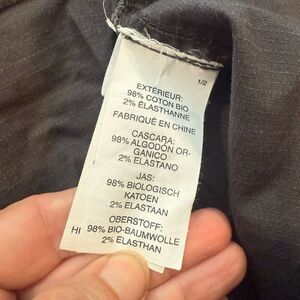 1/2
EXTÉRIEUR:
98% COTON BIO
2% ÉLASTHANNE
FABRIQUÉ EN CHINE
CASCARA:
98% ALGODÓN OR-
GÁNICO
2% ELASTANO
JAS:
98% BIOLOGISCH
KATOEN
2% ELASTAAN
OBERSTOFF:
98% BIO-BAUMWOLLE
2% ELASTHAN
HI